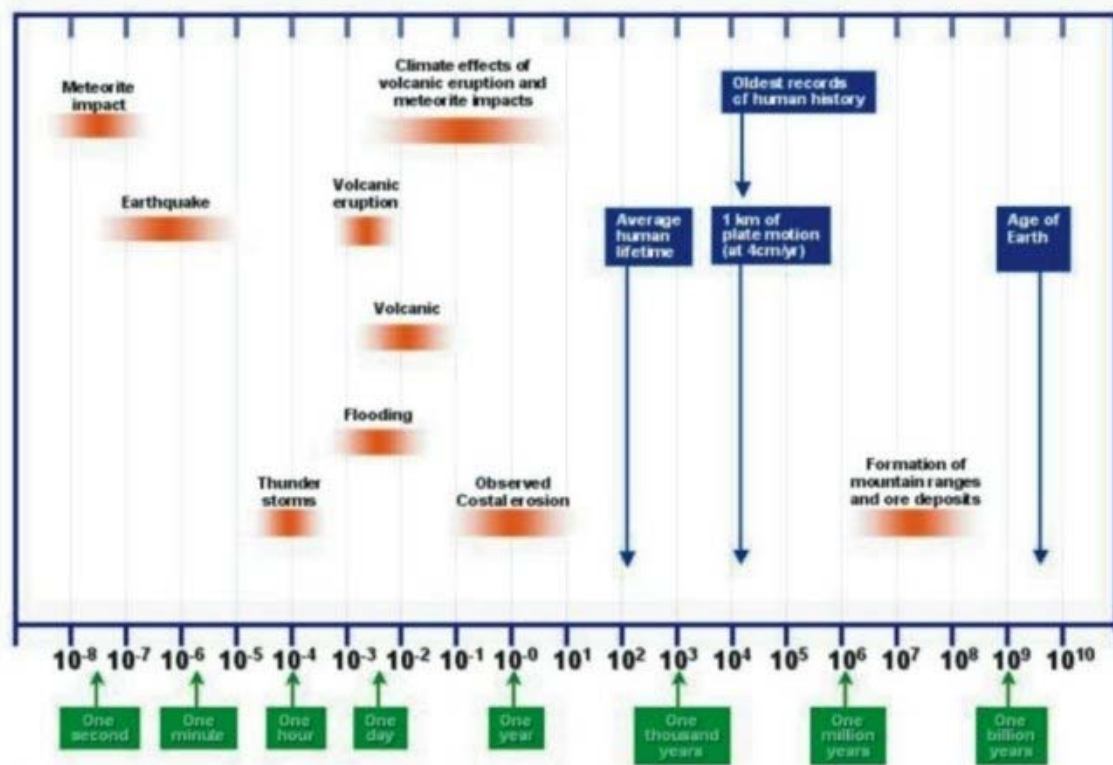 Meteorite
impact
Climate effects of
volcanic eruption and
meteorite impacts
Oldest records
of human history
Earthquake
Volcanic
eruption
Average
human
lifetime
1 km of
plate motion
(at 4cm/yr)
Age of
Earth
Volcanic
Flooding
Thunder
storms
Observed
Costal erosion
Formation of
mountain ranges
and ore deposits
10⁻⁸ 10⁻⁷ 10⁻⁶ 10⁻⁵ 10⁻⁴ 10⁻³ 10⁻² 10⁻¹ 10⁻⁰ 10¹ 10² 10³ 10⁴ 10⁵ 10⁶ 10⁷ 10⁸ 10⁹ 10¹⁰
One
second
One
minute
One
hour
One
day
One
year
One
thousand
years
One
million
years
One
billion
years